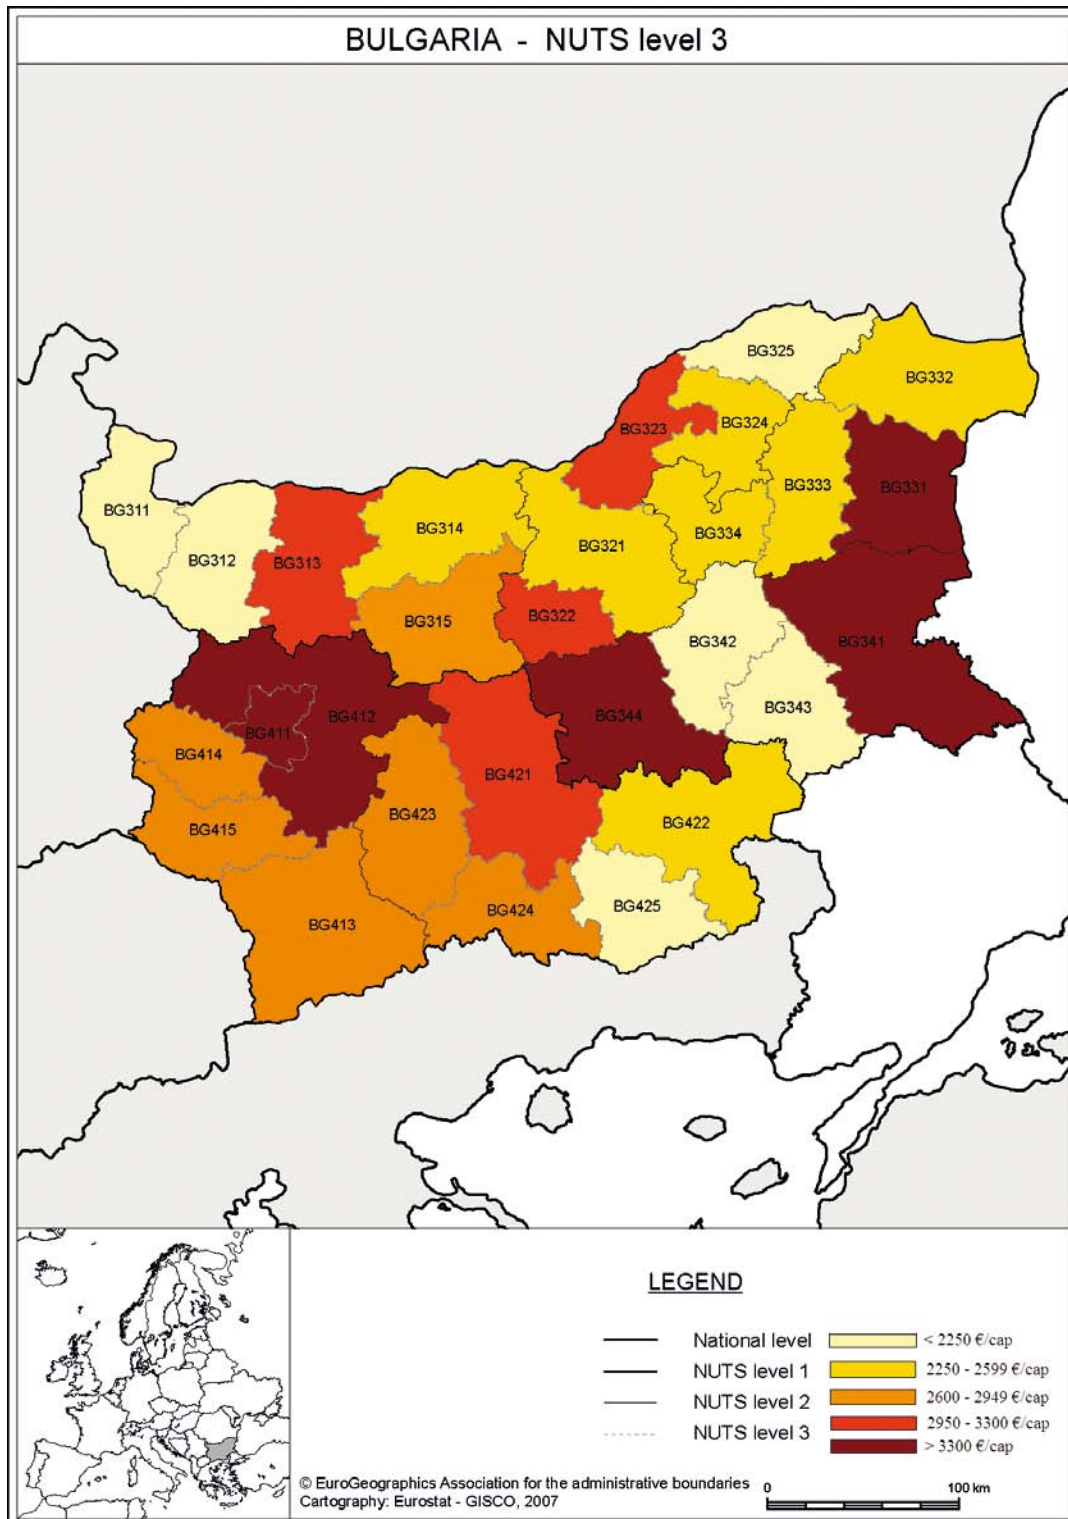 BULGARIA - NUTS level 3
BG325
BG332
BG324
BG323
BG331
BG333
BG311
BG314
BG334
BG321
BG312
BG313
BG322
BG315
BG342
BG341
BG343
BG344
BG412
BG411
BG414
BG421
BG423
BG422
BG415
BG425
BG424
BG413
LEGEND
National level < 2250 €/cap
NUTS level 1 2250 - 2599 €/cap
NUTS level 2 2600 - 2949 €/cap
NUTS level 3 2950 - 3300 €/cap
> 3300 €/cap
© EuroGeographics Association for the administrative boundaries
Cartography: Eurostat - GISCO, 2007
0 100 km